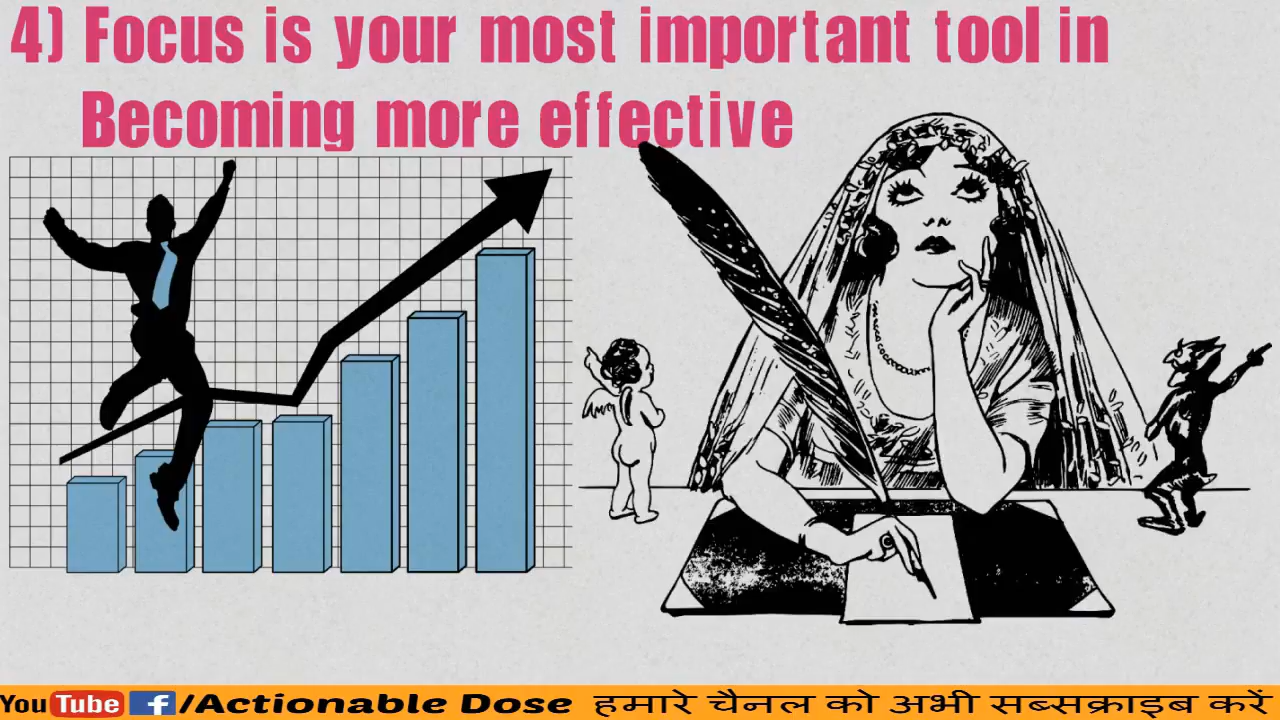 4) Focus is your most important tool in
Becoming more effective
YouTube f/Actionable Dose हमारे चैनल को अभी सब्सक्राइब करें